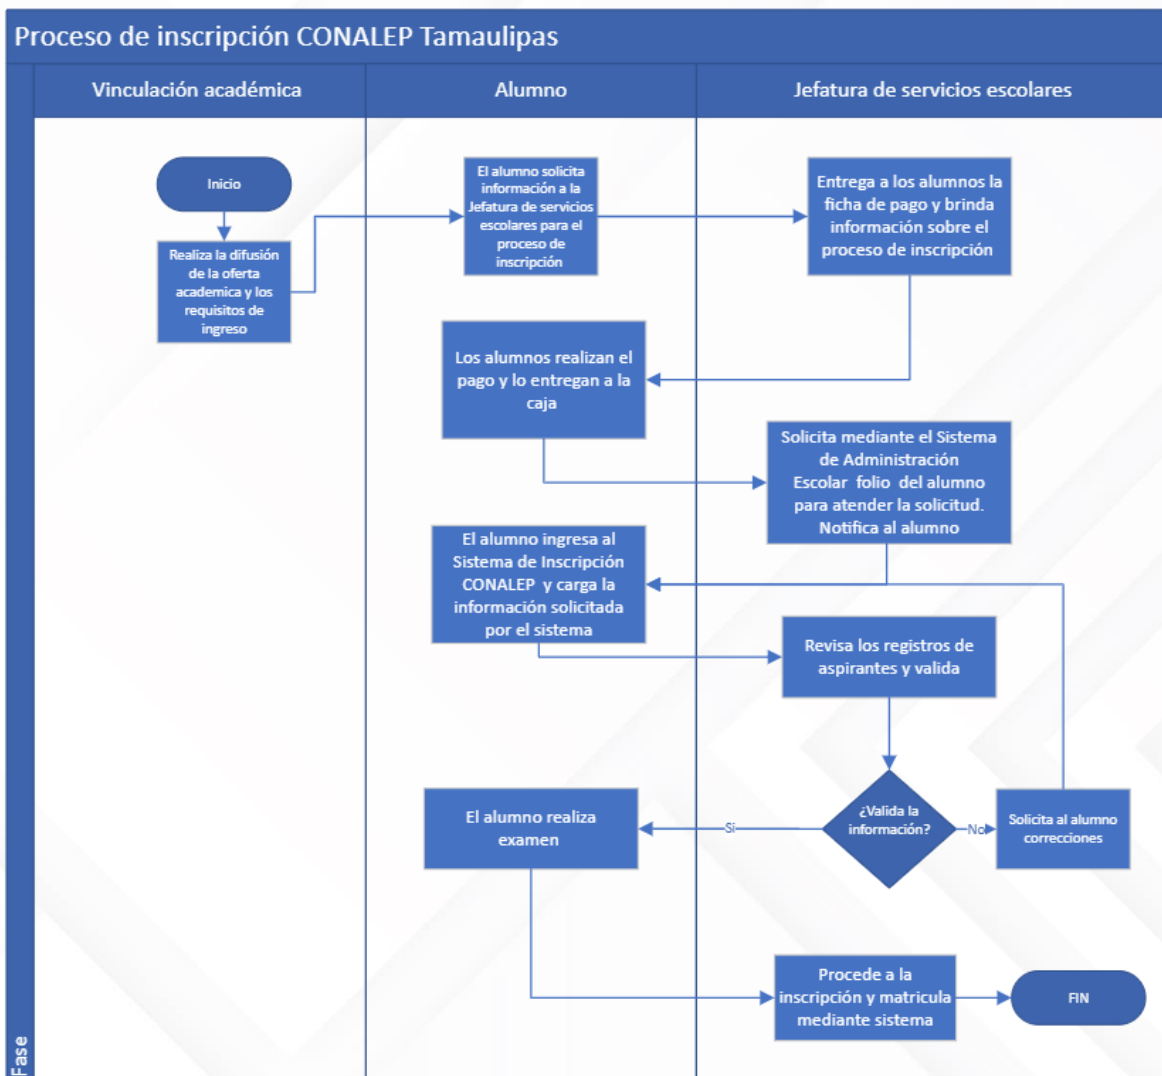 Proceso de inscripción CONALEP Tamaulipas
Vinculación académica
Alumno
Jefatura de servicios escolares
Inicio
Realiza la difusión
de la oferta
academica y los
requisitos de
ingreso
El alumno solicita
información a la
Jefatura de servicios
escolares para el
proceso de
inscripción
Entrega a los alumnos la
ficha de pago y brinda
información sobre el
proceso de inscripción
Los alumnos realizan el
pago y lo entregan a la
caja
Solicita mediante el Sistema
de Administración
Escolar folio del alumno
para atender la solicitud.
Notifica al alumno
El alumno ingresa al
Sistema de Inscripción
CONALEP y carga la
información solicitada
por el sistema
Revisa los registros de
aspirantes y valida
¿Valida la
información?
No
Solicita al alumno
correcciones
Si
El alumno realiza
examen
Procede a la
inscripción y matricula
mediante sistema
FIN
Fase